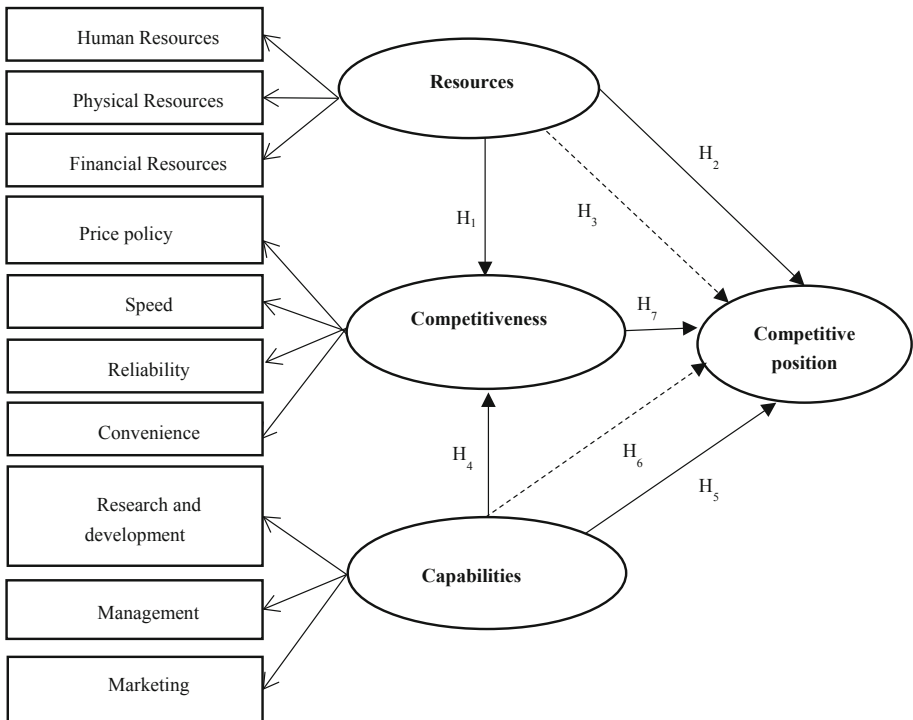 Human Resources
Physical Resources
Financial Resources
Price policy
Speed
Reliability
Convenience
Research and
development
Management
Marketing
Resources
H₁
H₂
H₃
Competitiveness
H₇
Competitive
position
H₄
H₆
H₅
Capabilities